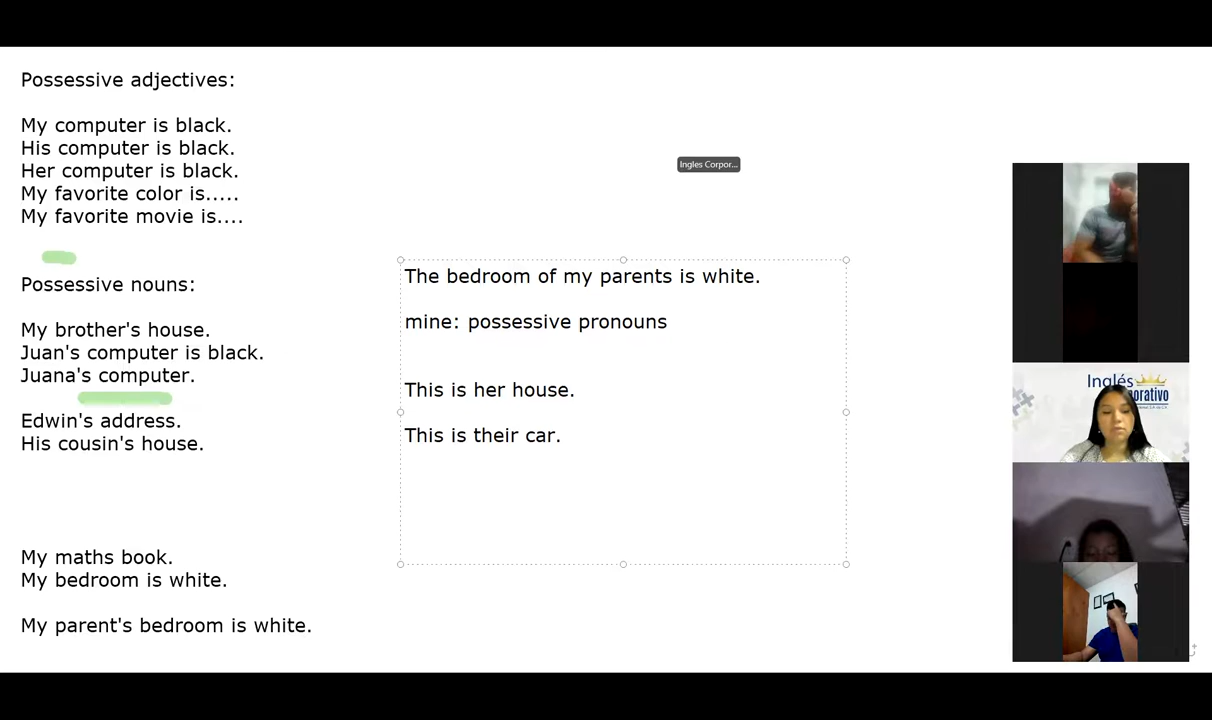 Possessive adjectives:
My computer is black.
His computer is black.
Her computer is black.
My favorite color is.....
My favorite movie is....
Possessive nouns:
My brother's house.
Juan's computer is black.
Juana's computer.
Edwin's address.
His cousin's house.
My maths book.
My bedroom is white.
My parent's bedroom is white.
Ingles Corpor...
The bedroom of my parents is white.
mine: possessive pronouns
This is her house.
This is their car.
Inglés
orativo